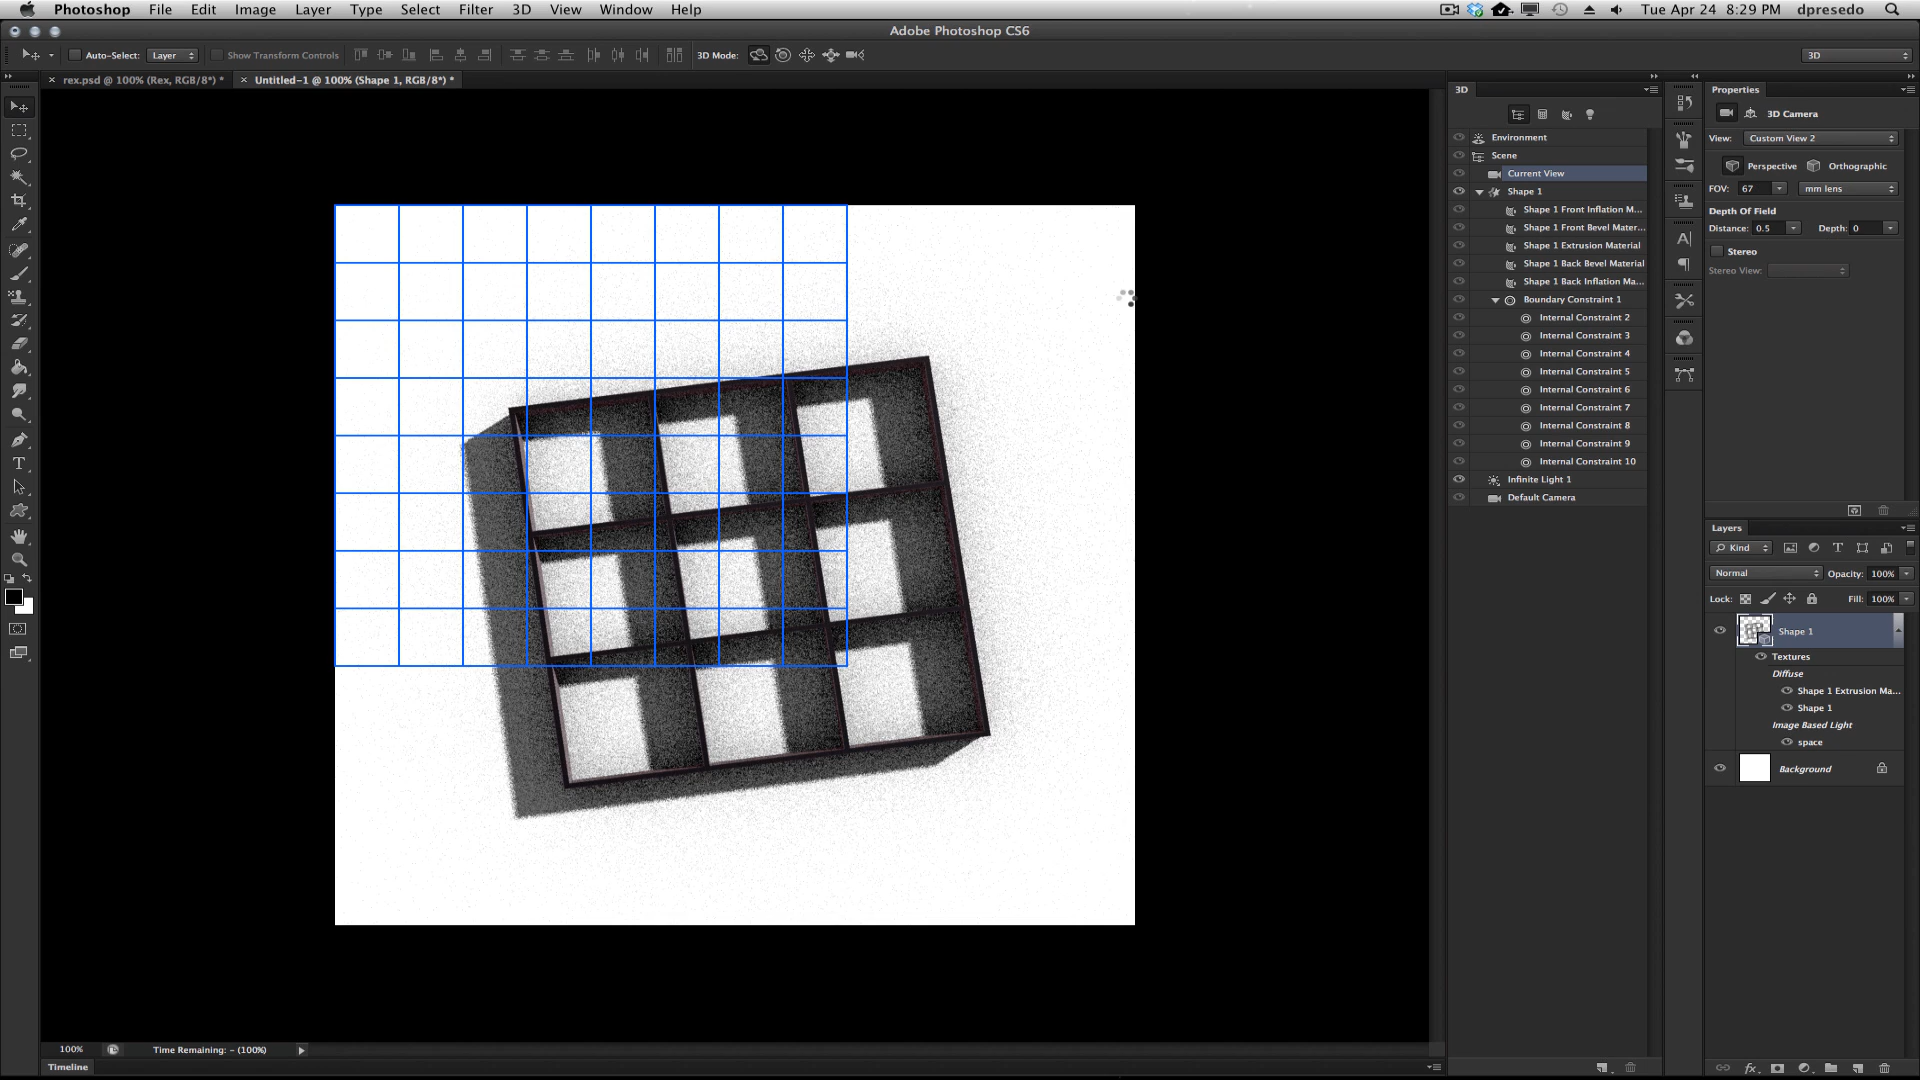 Photoshop File Edit Image Layer Type Select Filter 3D View Window Help Tue Apr 24 8:29 PM dpresedo
Adobe Photoshop CS6
Auto-Select: Layer Show Transform Controls 3D Mode: 3D
rex.psd @ 100% (Rex, RGB/8*) * Untitled-1 @ 100% (Shape 1, RGB/8*) *
3D
Environment
Scene
Current View
Shape 1
Shape 1 Front Inflation M...
Shape 1 Front Bevel Mater...
Shape 1 Extrusion Material
Shape 1 Back Bevel Material
Shape 1 Back Inflation Ma...
Boundary Constraint 1
Internal Constraint 2
Internal Constraint 3
Internal Constraint 4
Internal Constraint 5
Internal Constraint 6
Internal Constraint 7
Internal Constraint 8
Internal Constraint 9
Internal Constraint 10
Infinite Light 1
Default Camera
Properties
3D Camera
View: Custom View 2
Perspective Orthographic
FOV: 67 mm lens
Depth Of Field
Distance: 0.5 Depth: 0
Stereo
Stereo View:
Layers
Kind
Normal Opacity: 100%
Lock: Fill: 100%
Shape 1
Textures
Diffuse
Shape 1 Extrusion Ma...
Shape 1
Image Based Light
space
Background
100% Time Remaining: - (100%)
Timeline